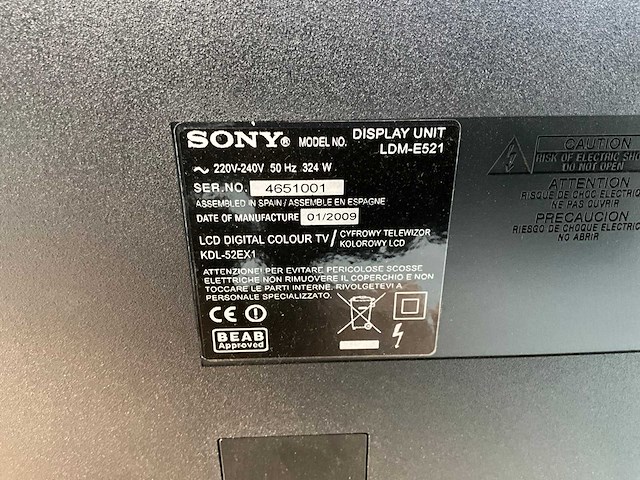 SONY® MODEL NO. DISPLAY UNIT
LDM-E521
220V-240V 50 Hz 324 W
SER.NO. 4651001
ASSEMBLED IN SPAIN / ASSEMBLE EN ESPAGNE
DATE OF MANUFACTURE 01/2009
LCD DIGITAL COLOUR TV / CYFROWY TELEWIZOR
KOLOROWY LCD
KDL-52EX1
ATTENZIONE! PER EVITARE PERICOLOSE SCOSSE
ELETTRICHE NON RIMUOVERE IL COPERCHIO E NON
TOCCARE LE PARTI INTERNE. RIVOLGETEVI A
PERSONALE SPECIALIZZATO.
CE
BEAB
Approved
CAUTION
RISK OF ELECTRIC
DO NOT OPEN
ATTENTION
RISQUE DE CHOC
NE PAS OUVRIR
PRECAUCION
RIESGO DE CHOQUE
NO ABRIR